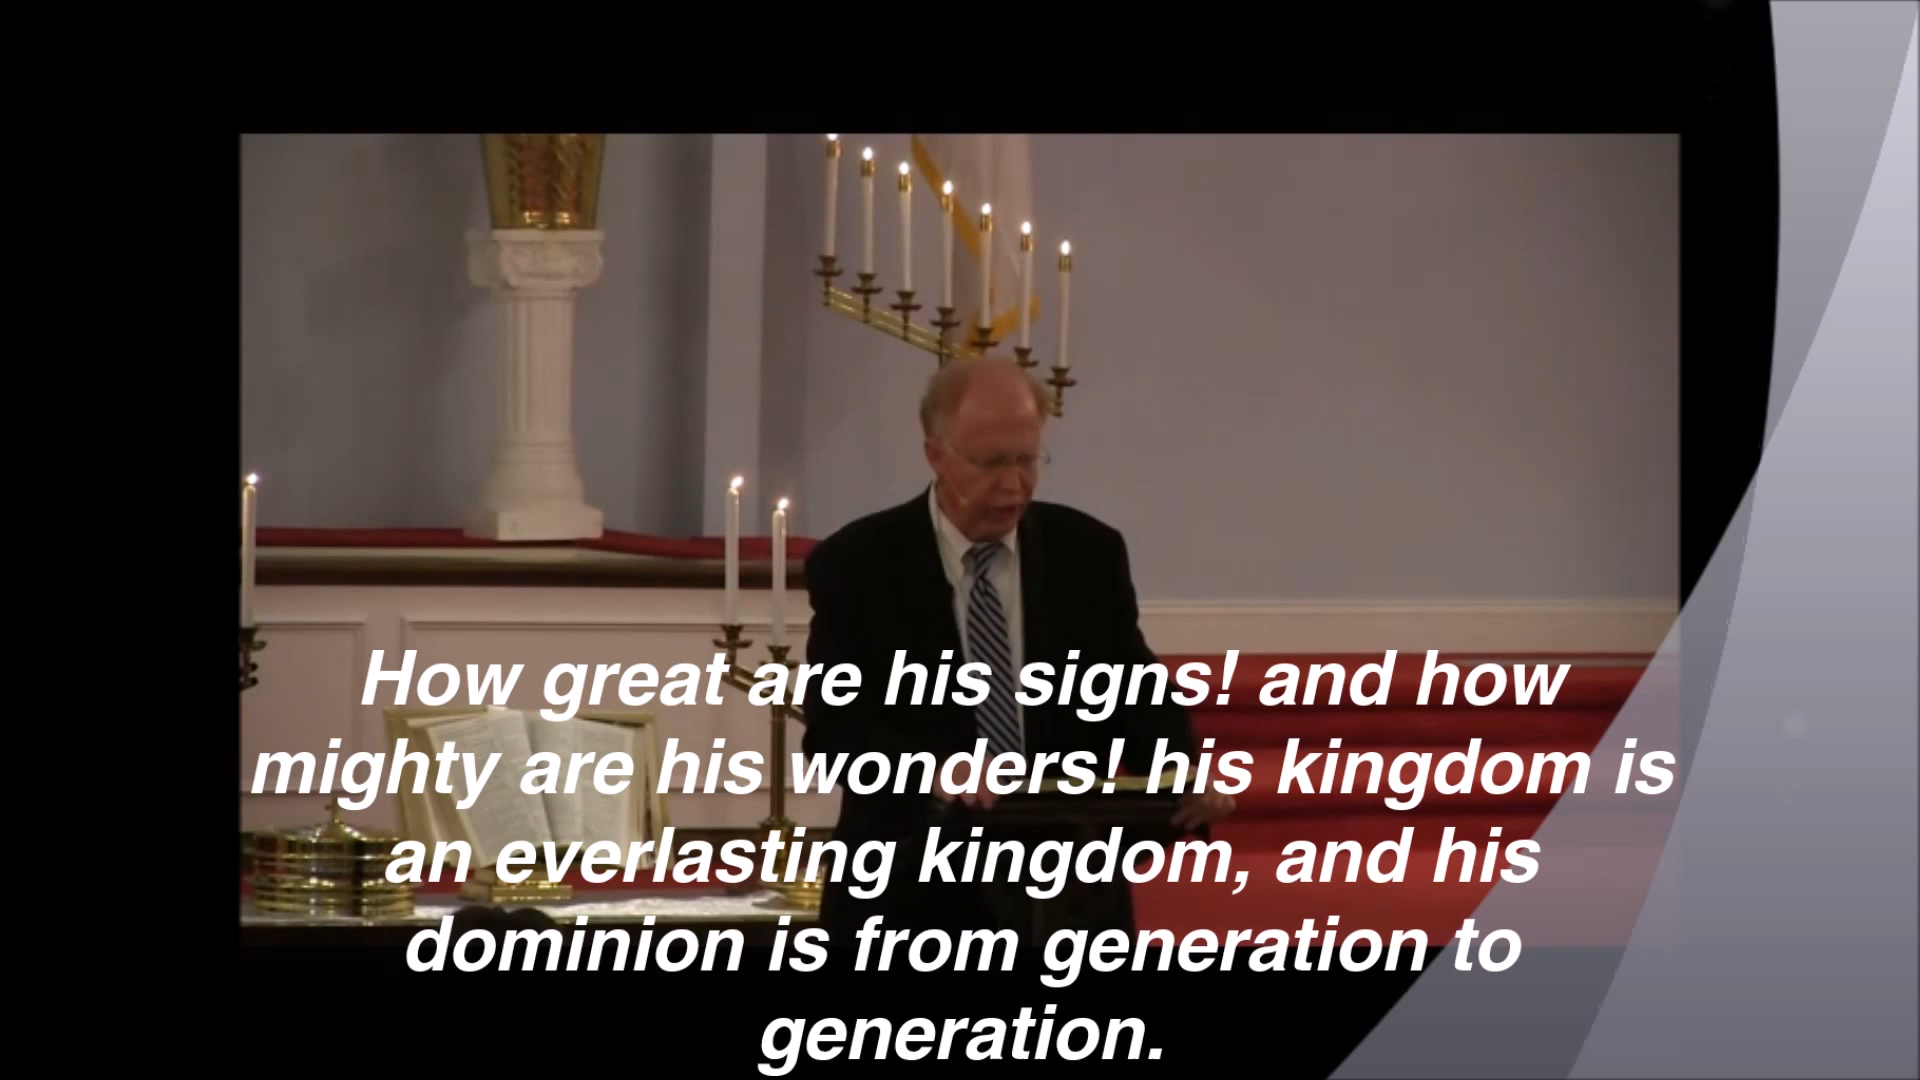 How great are his signs! and how
mighty are his wonders! his kingdom is
an everlasting kingdom, and his
dominion is from generation to
generation.